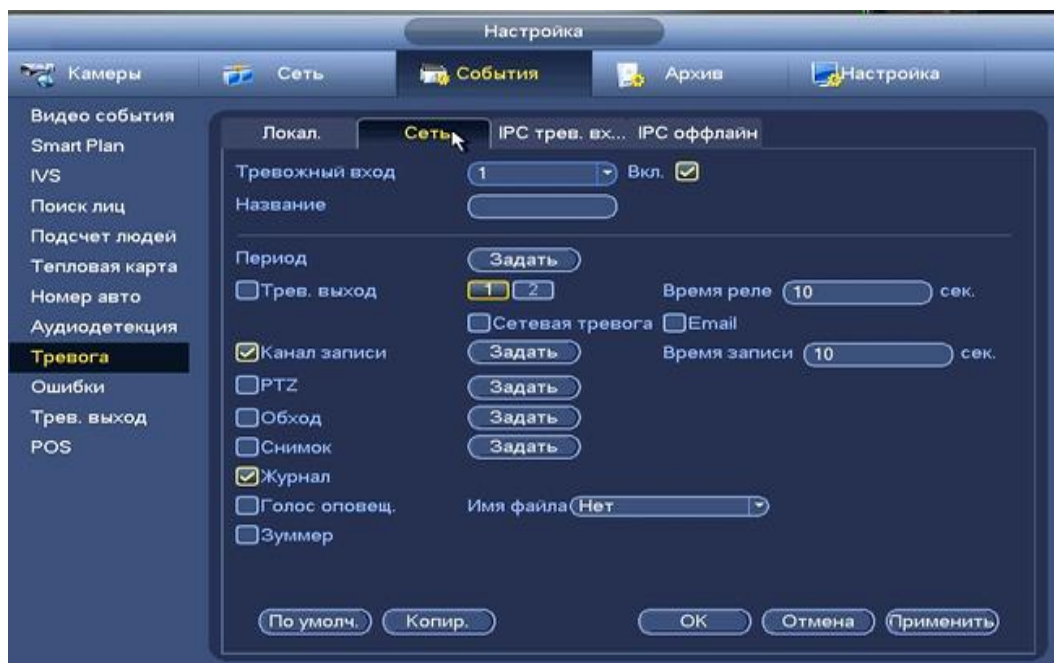 Настройка
Камеры Сеть События Архив Настройка
Видео события
Smart Plan
IVS
Поиск лиц
Подсчет людей
Тепловая карта
Номер авто
Аудиодетекция
Тревога
Ошибки
Трев. выход
POS
Локал. Сеть IPC трев. вх... IPC оффлайн
Тревожный вход 1 Вкл.
Название
Период Задать
Трев. выход 1 2 Время реле 10 сек.
Сетевая тревога Email
Канал записи Задать Время записи 10 сек.
PTZ Задать
Обход Задать
Снимок Задать
Журнал
Голос оповещ. Имя файла Нет
Зуммер
По умолч. Копир. OK Отмена Применить